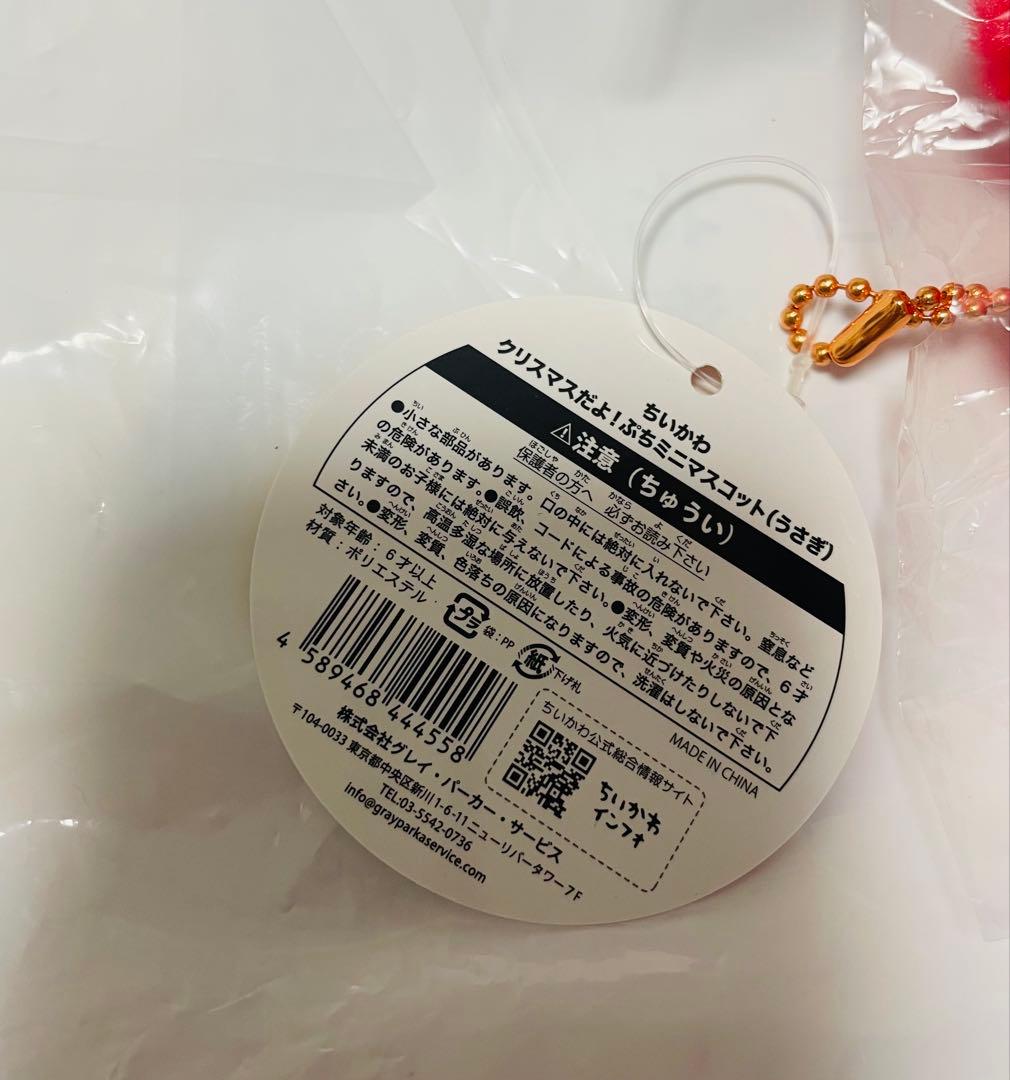 ちいかわ
クリスマスだよ！ぷちミニマスコット（うさぎ）
⚠注意（ちゅうい）
保護者の方へ 必ずお読み下さい
●小さな部品があります。口の中には絶対に入れないで下さい。窒息など
の危険があります。●誤飲、コードによる事故の危険がありますので、6才
未満のお子様には絶対に与えないで下さい。●変形、変質や火災の原因とな
りますので、高温多湿な場所に放置したり、火気に近づけたりしないで下
さい。●変形、変質、色落ちの原因になりますので、洗濯はしないで下さい。
対象年齢：6才以上
材質：ポリエステル
MADE IN CHINA
プラ 袋：PP
紙 下げ札
4 589468 444558
ちいかわ公式総合情報サイト
ちいかわ
インフォ
株式会社グレイ・パーカー・サービス
〒104-0033 東京都中央区新川1-6-11ニューリバータワー7F
TEL.03-5542-0736
info@grayparkaservice.com